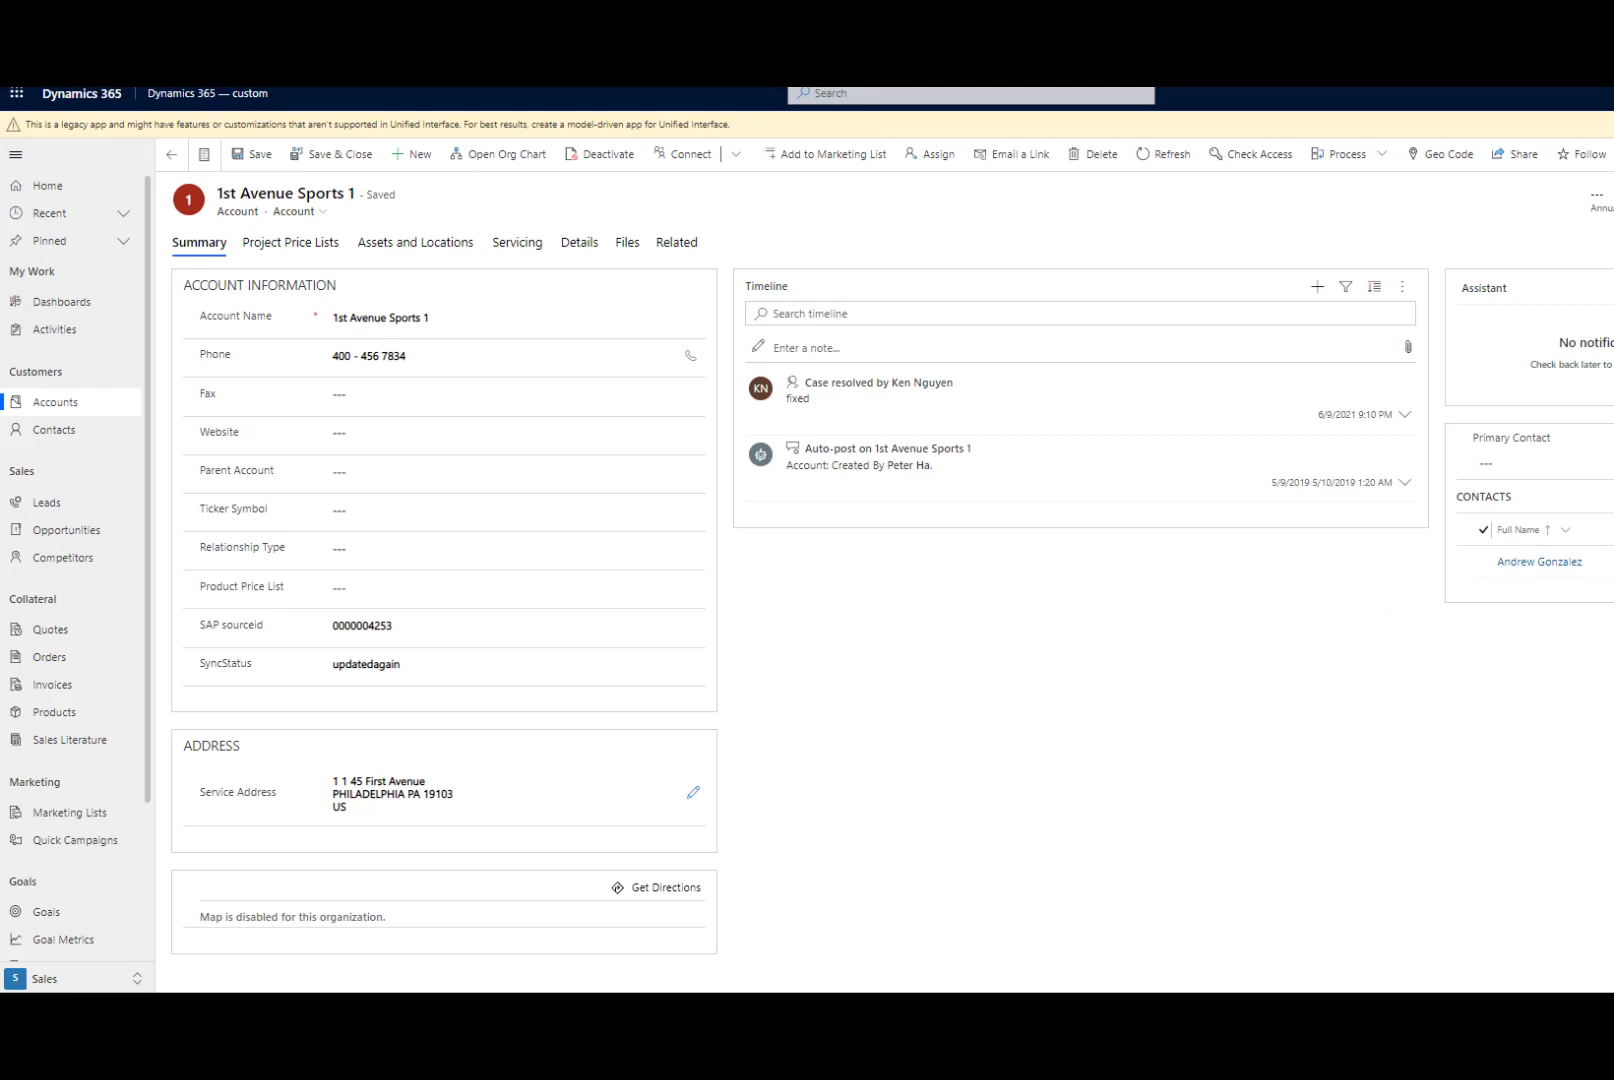 Dynamics 365
Dynamics 365 — custom
Search
This is a legacy app and might have features or customizations that aren't supported in Unified Interface. For best results, create a model-driven app for Unified Interface.
Save
Save & Close
New
Open Org Chart
Deactivate
Connect
Add to Marketing List
Assign
Email a Link
Delete
Refresh
Check Access
Process
Geo Code
Share
Follow
Home
Recent
Pinned
My Work
Dashboards
Activities
Customers
Accounts
Contacts
Sales
Leads
Opportunities
Competitors
Collateral
Quotes
Orders
Invoices
Products
Sales Literature
Marketing
Marketing Lists
Quick Campaigns
Goals
Goals
Goal Metrics
S Sales
1
1st Avenue Sports 1 - Saved
Account · Account
---
Annu
Summary
Project Price Lists
Assets and Locations
Servicing
Details
Files
Related
ACCOUNT INFORMATION
Account Name * 1st Avenue Sports 1
Phone 400 - 456 7834
Fax ---
Website ---
Parent Account ---
Ticker Symbol ---
Relationship Type ---
Product Price List ---
SAP sourceid 0000004253
SyncStatus updatedagain
ADDRESS
Service Address
1 1 45 First Avenue
PHILADELPHIA PA 19103
US
Get Directions
Map is disabled for this organization.
Timeline
Search timeline
Enter a note...
KN
Case resolved by Ken Nguyen
fixed
6/9/2021 9:10 PM
Auto-post on 1st Avenue Sports 1
Account: Created By Peter Ha.
5/9/2019 5/10/2019 1:20 AM
Assistant
No notific
Check back later to
Primary Contact
---
CONTACTS
Full Name ↑
Andrew Gonzalez